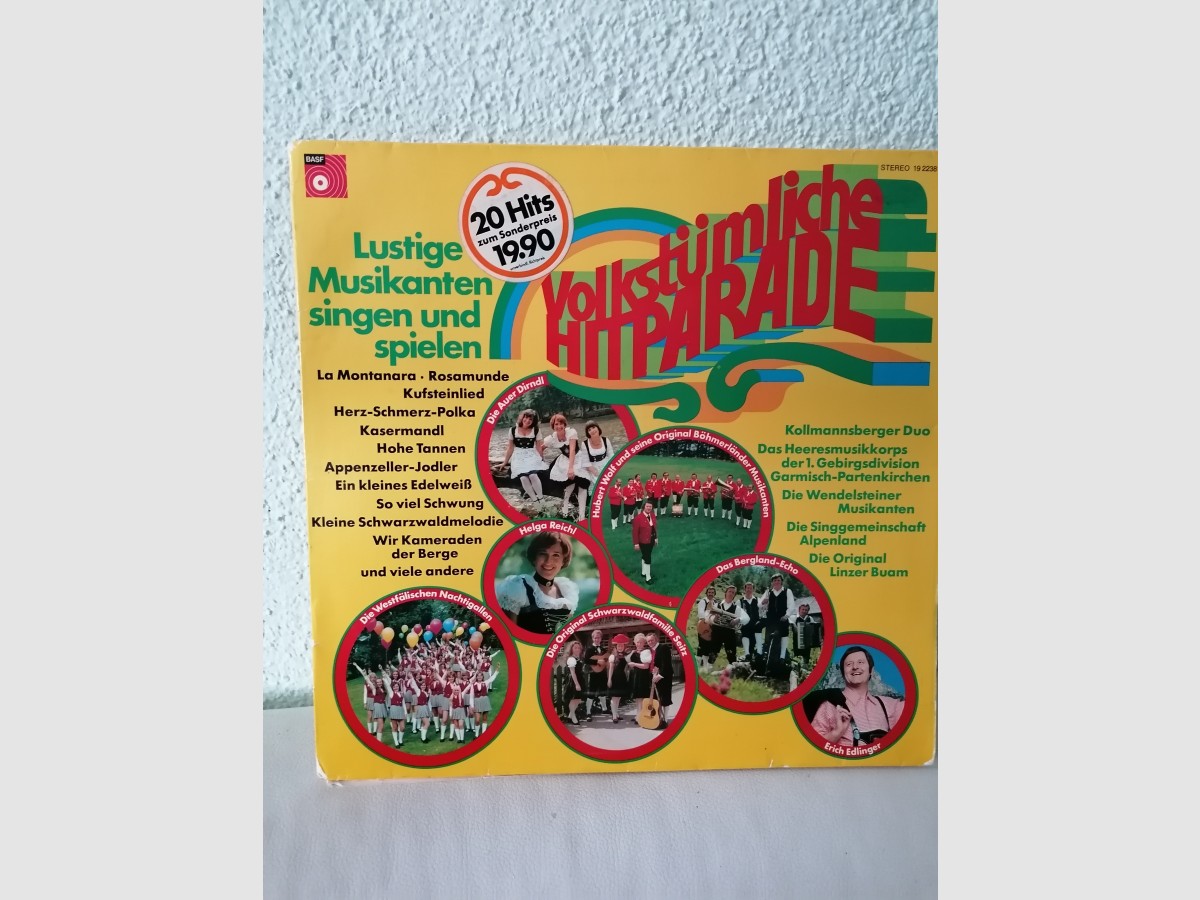 BASF
STEREO 19 2238
20 Hits
zum Sonderpreis
19.90
Volkstümliche
HITPARADE
Lustige
Musikanten
singen und
spielen
La Montanara · Rosamunde
Kufsteinlied
Herz-Schmerz-Polka
Kasermandl
Hohe Tannen
Appenzeller-Jodler
Ein kleines Edelweiß
So viel Schwung
Kleine Schwarzwaldmelodie
Wir Kameraden
der Berge
und viele andere
Die Auer Dirndl
Hubert Wolf und seine Original Böhmerländer Musikanten
Kollmannsberger Duo
Das Heeresmusikkorps
der 1. Gebirgsdivision
Garmisch-Partenkirchen
Die Wendelsteiner
Musikanten
Die Singgemeinschaft
Alpenland
Die Original
Linzer Buam
Helga Reichl
Das Bergland-Echo
Die Westfälischen Nachtigallen
Die Original Schwarzwaldfamilie Seitz
Erich Edlinger